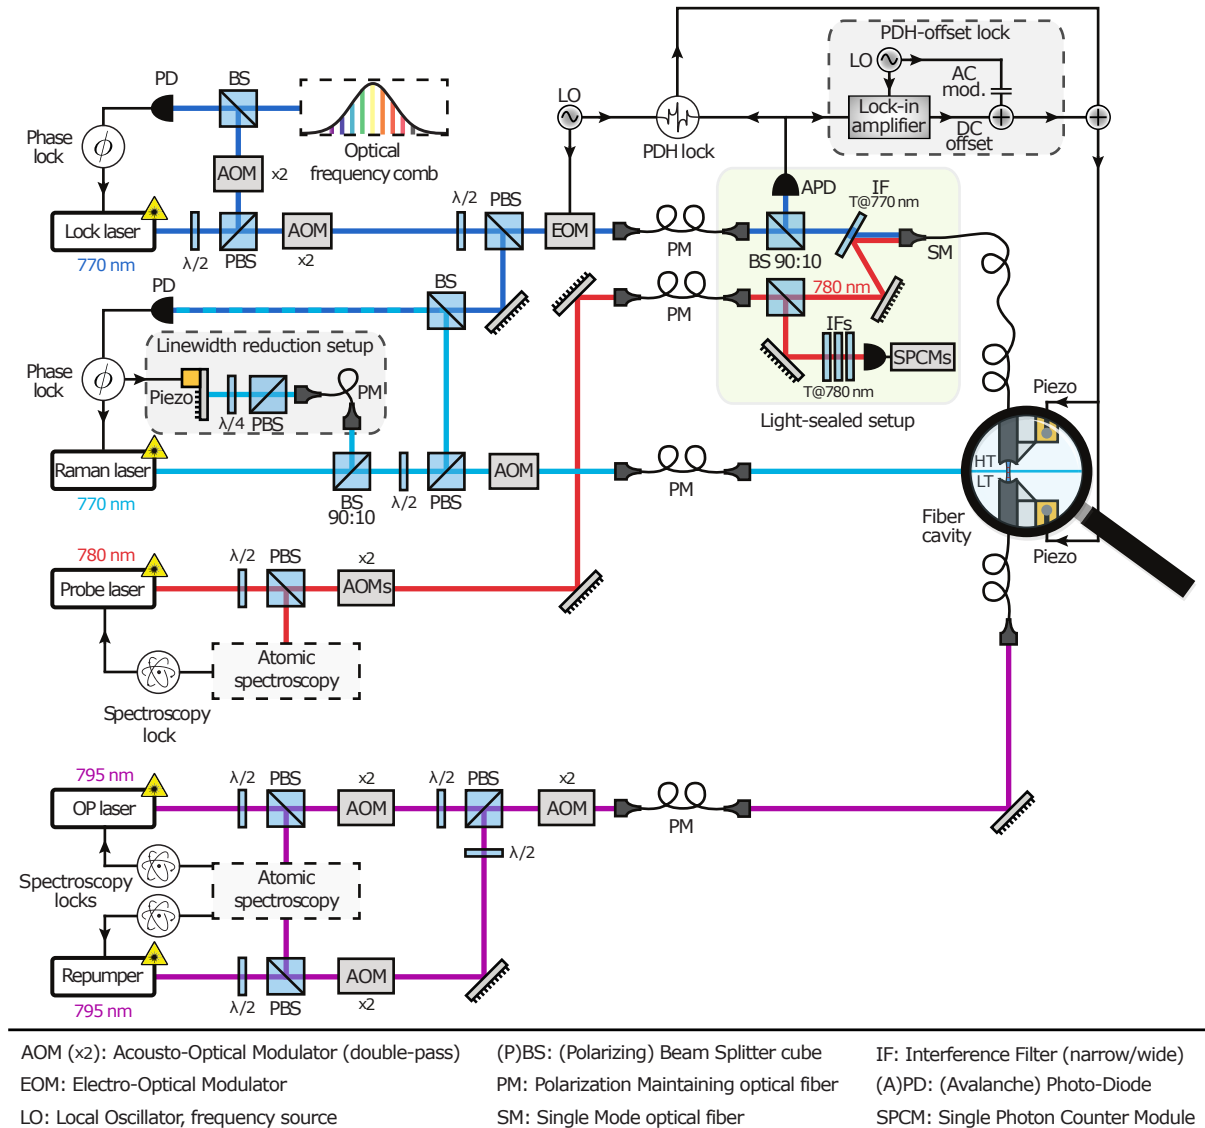 PDH-offset lock
LO
AC
mod.
Lock-in
amplifier
DC
offset
PD
BS
LO
Phase
lock
ϕ
Optical
frequency comb
PDH lock
AOM
x2
λ/2
PBS
APD
IF
T@770 nm
Lock laser
AOM
EOM
770 nm
λ/2
PBS
x2
PM
BS 90:10
SM
PD
BS
780 nm
PM
IFs
SPCMs
T@780 nm
Light-sealed setup
Linewidth reduction setup
Phase
lock
ϕ
Piezo
λ/4
PBS
PM
Piezo
Raman laser
AOM
HT
LT
770 nm
BS
90:10
λ/2
PBS
PM
Fiber
cavity
Piezo
780 nm
λ/2
PBS
x2
Probe laser
AOMs
Atomic
spectroscopy
Spectroscopy
lock
795 nm
λ/2
PBS
x2
λ/2
PBS
x2
OP laser
AOM
AOM
PM
λ/2
Spectroscopy
locks
Atomic
spectroscopy
Repumper
AOM
795 nm
λ/2
PBS
x2
AOM (x2): Acousto-Optical Modulator (double-pass)
(P)BS: (Polarizing) Beam Splitter cube
IF: Interference Filter (narrow/wide)
EOM: Electro-Optical Modulator
PM: Polarization Maintaining optical fiber
(A)PD: (Avalanche) Photo-Diode
LO: Local Oscillator, frequency source
SM: Single Mode optical fiber
SPCM: Single Photon Counter Module